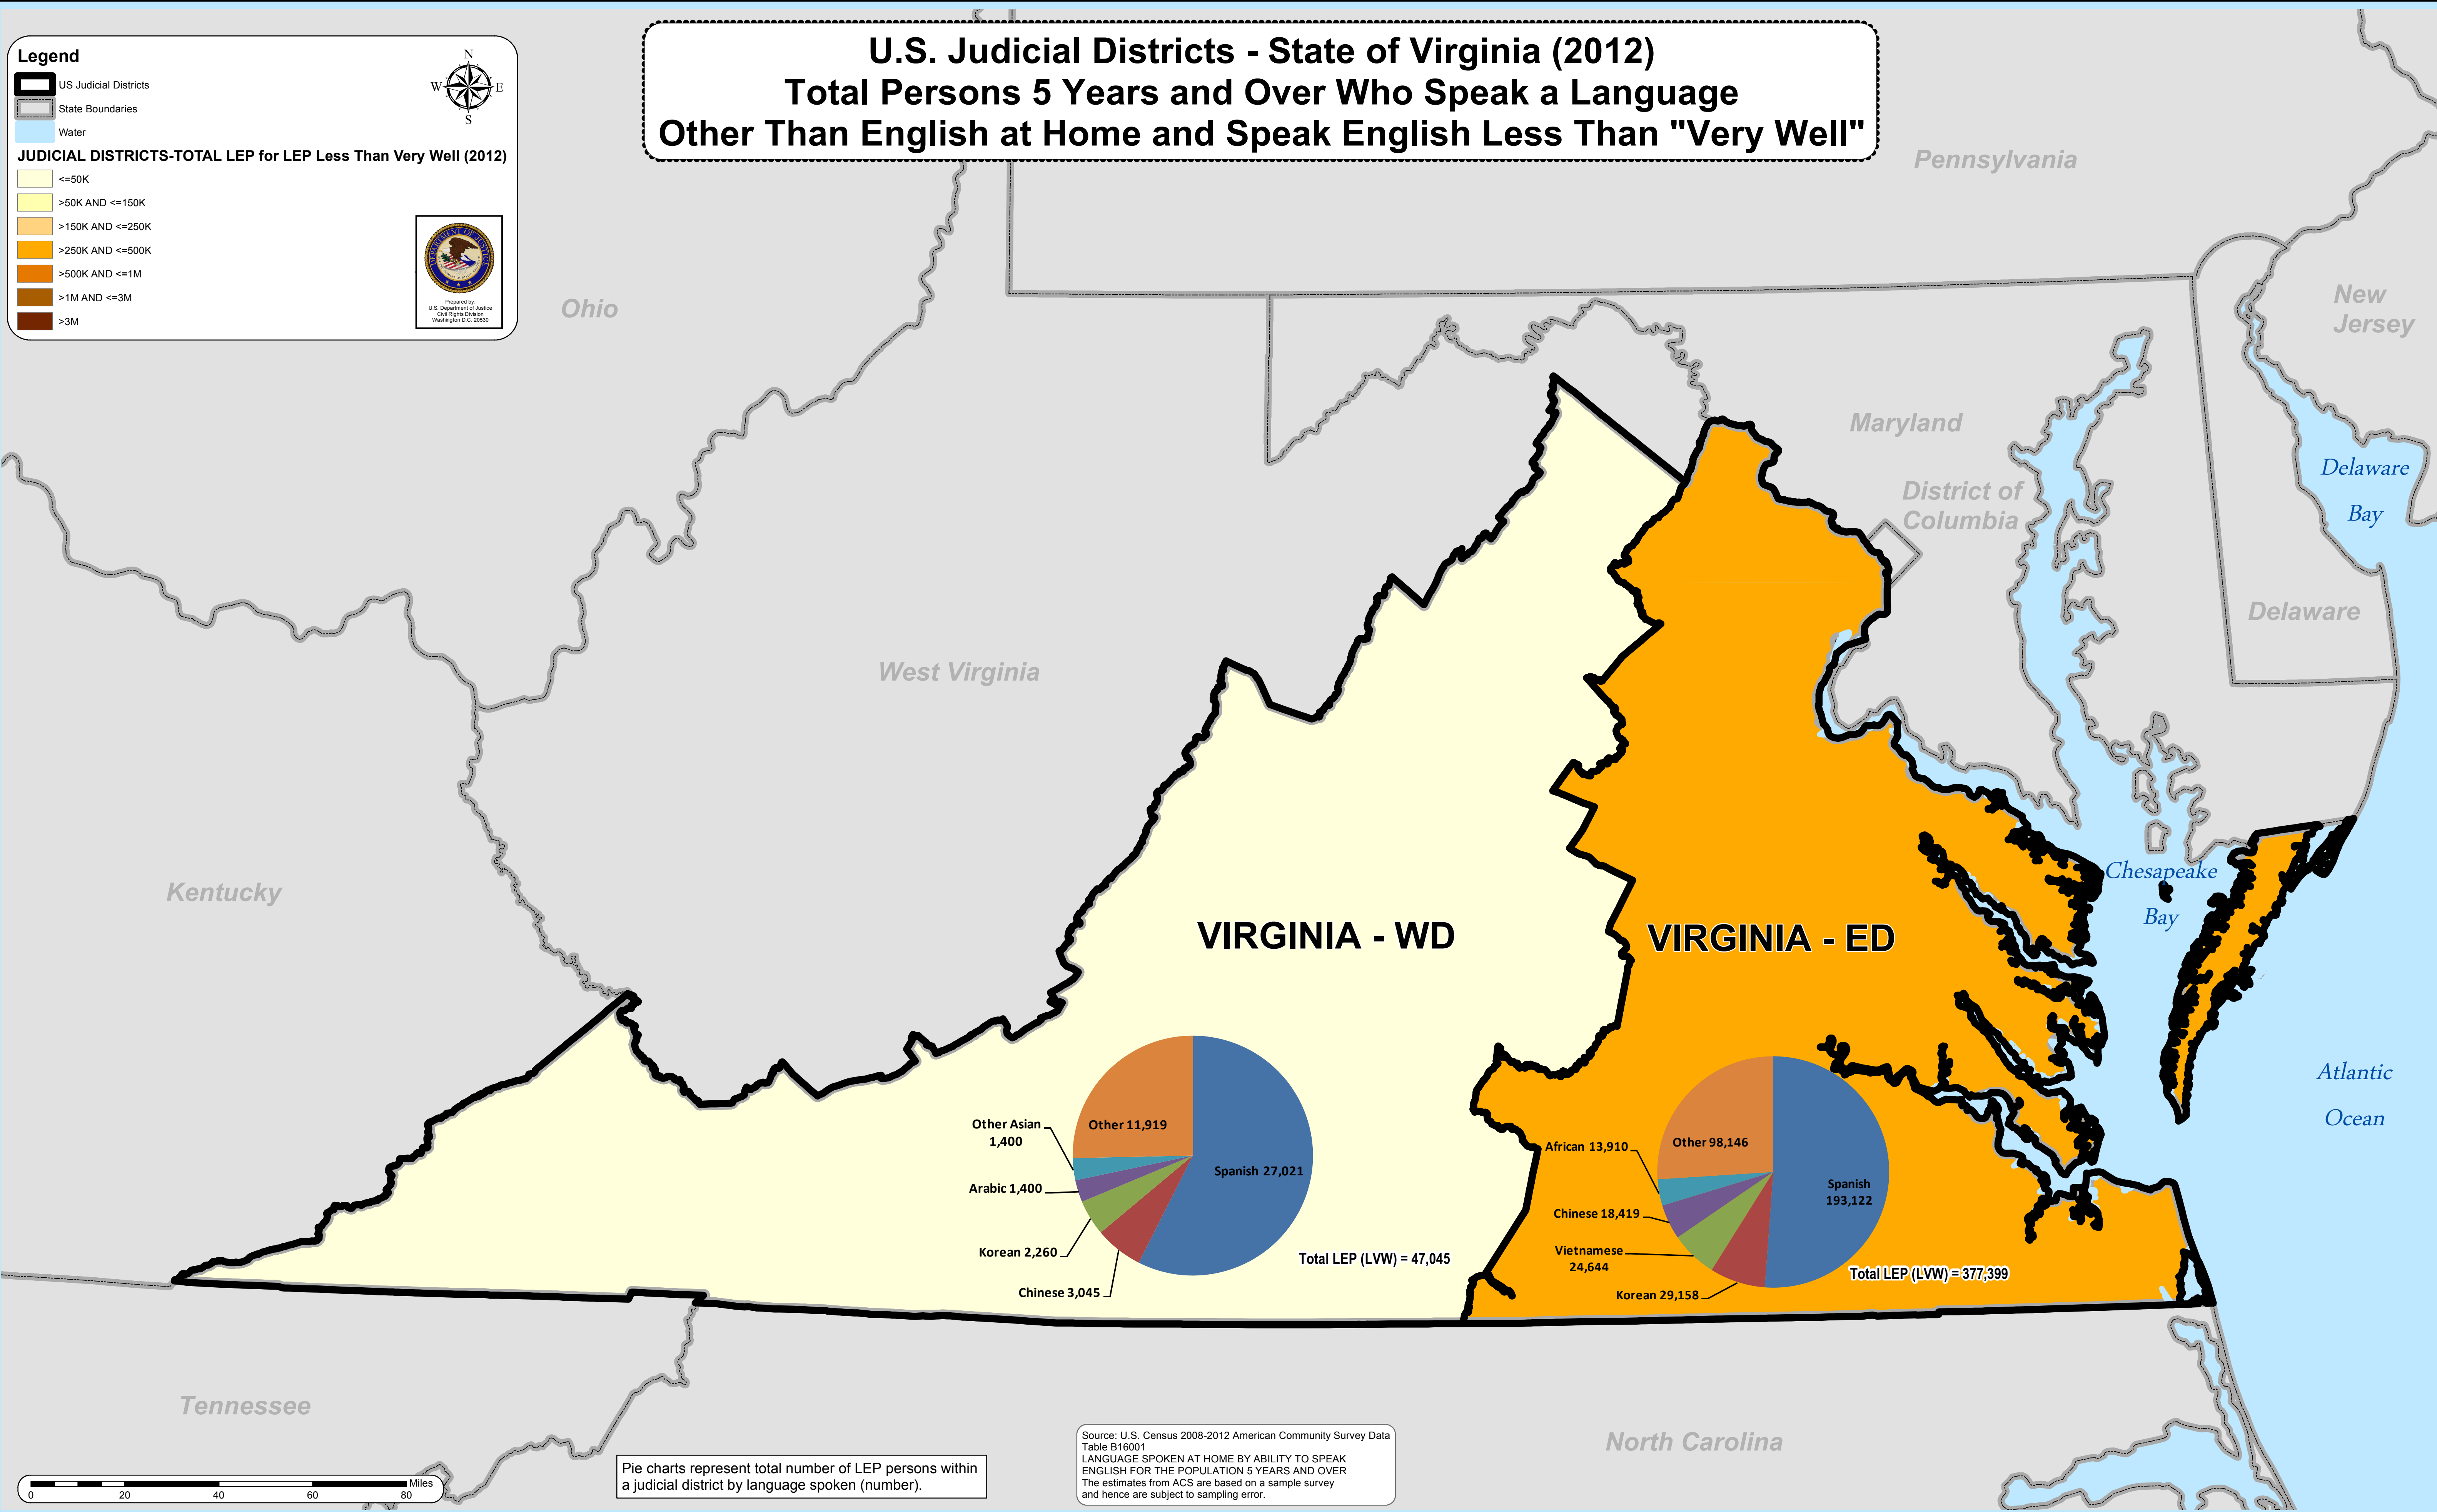 U.S. Judicial Districts - State of Virginia (2012)
Total Persons 5 Years and Over Who Speak a Language
Other Than English at Home and Speak English Less Than "Very Well"
Legend
N
W
E
S
US Judicial Districts
State Boundaries
Water
JUDICIAL DISTRICTS-TOTAL LEP for LEP Less Than Very Well (2012)
<=50K
>50K AND <=150K
>150K AND <=250K
>250K AND <=500K
>500K AND <=1M
>1M AND <=3M
>3M
DEPARTMENT OF JUSTICE
Prepared by:
U.S. Department of Justice
Civil Rights Division
Washington D.C. 20530
Pennsylvania
Ohio
New
Jersey
Maryland
Delaware
Bay
District of
Columbia
Delaware
West Virginia
Kentucky
Chesapeake
Bay
VIRGINIA - WD
VIRGINIA - ED
Atlantic
Ocean
Other Asian
1,400
Other 11,919
Spanish 27,021
Arabic 1,400
Korean 2,260
Chinese 3,045
Total LEP (LVW) = 47,045
African 13,910
Other 98,146
Spanish
193,122
Chinese 18,419
Vietnamese
24,644
Korean 29,158
Total LEP (LVW) = 377,399
Tennessee
North Carolina
Miles
0 20 40 60 80
Pie charts represent total number of LEP persons within
a judicial district by language spoken (number).
Source: U.S. Census 2008-2012 American Community Survey Data
Table B16001
LANGUAGE SPOKEN AT HOME BY ABILITY TO SPEAK
ENGLISH FOR THE POPULATION 5 YEARS AND OVER
The estimates from ACS are based on a sample survey
and hence are subject to sampling error.